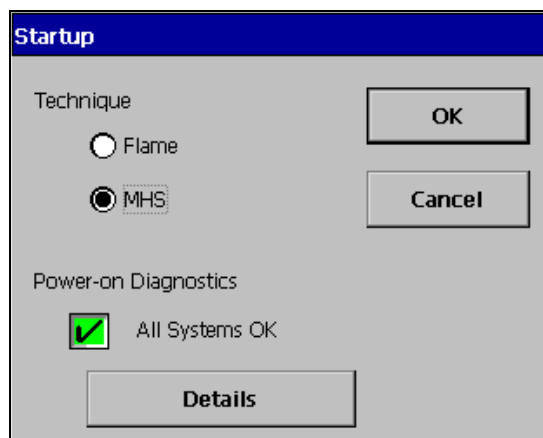 Startup
Technique
Flame
MHS
OK
Cancel
Power-on Diagnostics
All Systems OK
Details